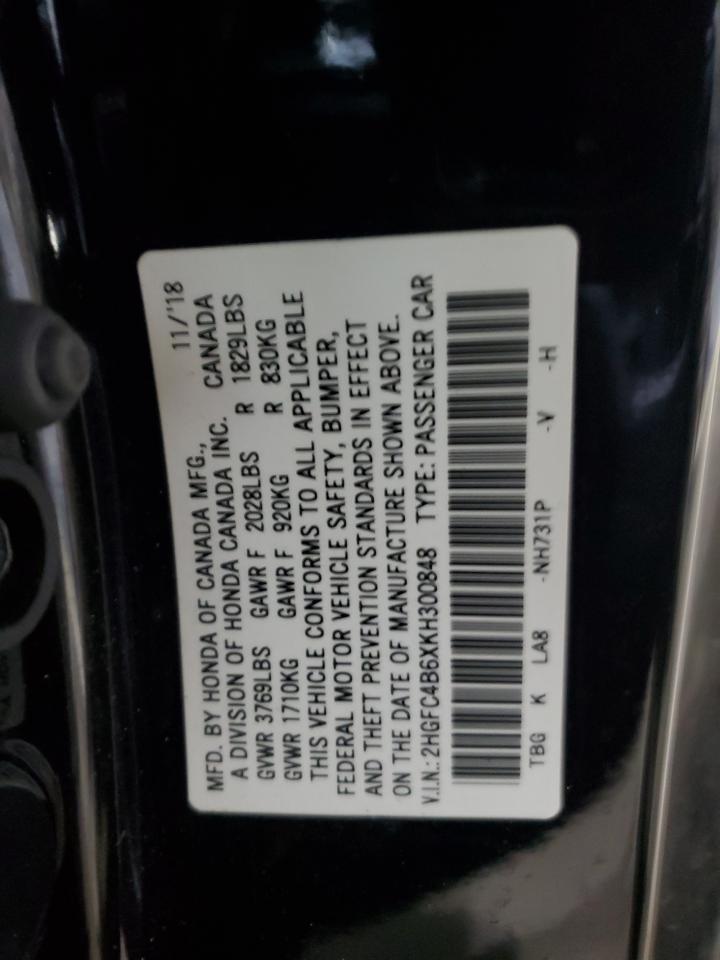 11/'18
MFD. BY HONDA OF CANADA MFG.,
A DIVISION OF HONDA CANADA INC. CANADA
GVWR 3769LBS GAWR F 2028LBS R 1829LBS
GVWR 1710KG GAWR F 920KG R 830KG
THIS VEHICLE CONFORMS TO ALL APPLICABLE
FEDERAL MOTOR VEHICLE SAFETY, BUMPER,
AND THEFT PREVENTION STANDARDS IN EFFECT
ON THE DATE OF MANUFACTURE SHOWN ABOVE.
V.I.N.: 2HGFC4B6XKH300848 TYPE: PASSENGER CAR
TBG K LA8 -NH731P -V -H